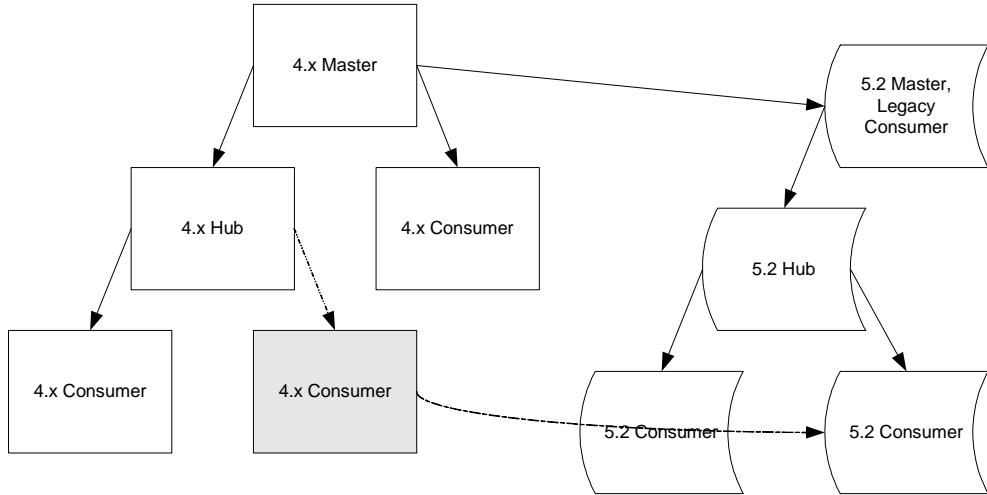 4.x Master
5.2 Master,
Legacy
Consumer
4.x Hub
4.x Consumer
5.2 Hub
4.x Consumer
4.x Consumer
5.2 Consumer
5.2 Consumer